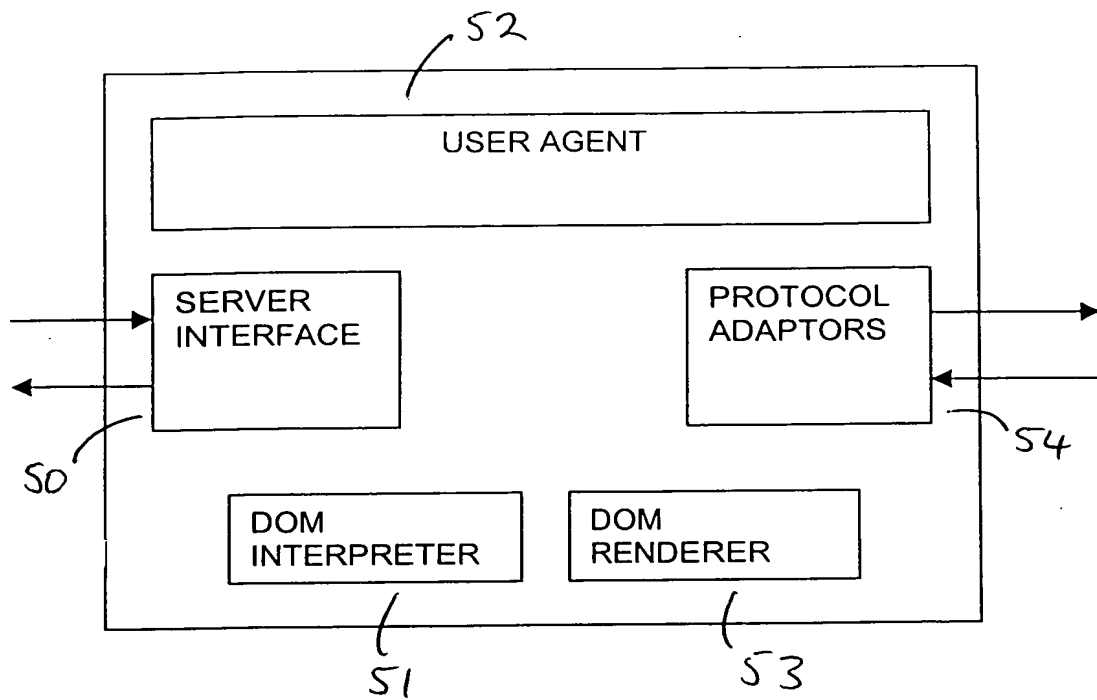 52
USER AGENT
SERVER
INTERFACE
PROTOCOL
ADAPTORS
50
54
DOM
INTERPRETER
DOM
RENDERER
51
53